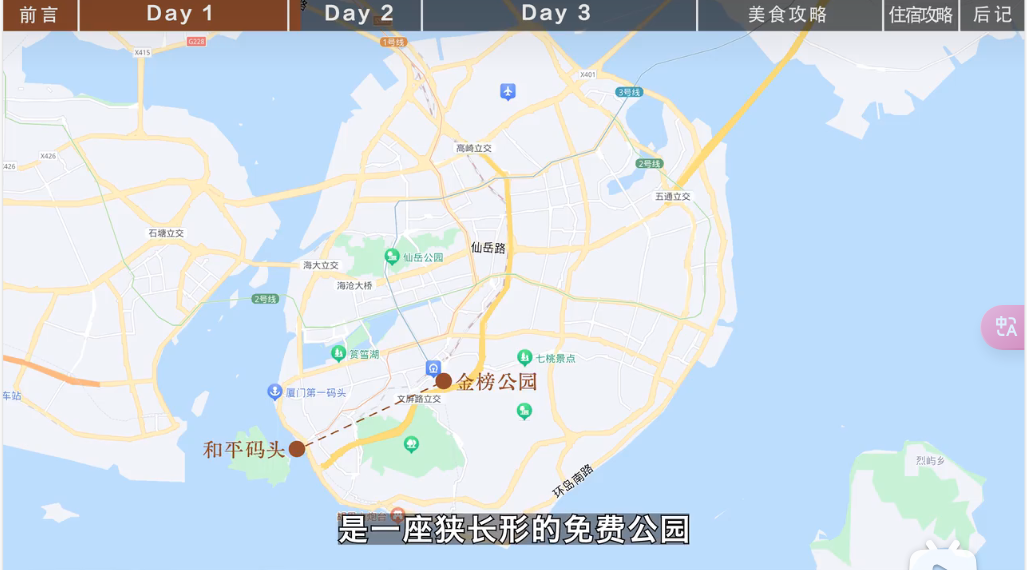 前言
Day 1
Day 2
Day 3
美食攻略
住宿攻略
后记
G228
1号线
X415
X401
3号线
高崎立交
X426
X426
2号线
五通立交
石塘立交
仙岳路
仙岳公园
海大立交
海沧大桥
2号线
筼筜湖
七桃景点
金榜公园
厦门第一码头
车站
文屏路立交
和平码头
中 A
烈屿乡
环岛南路
是一座狭长形的免费公园